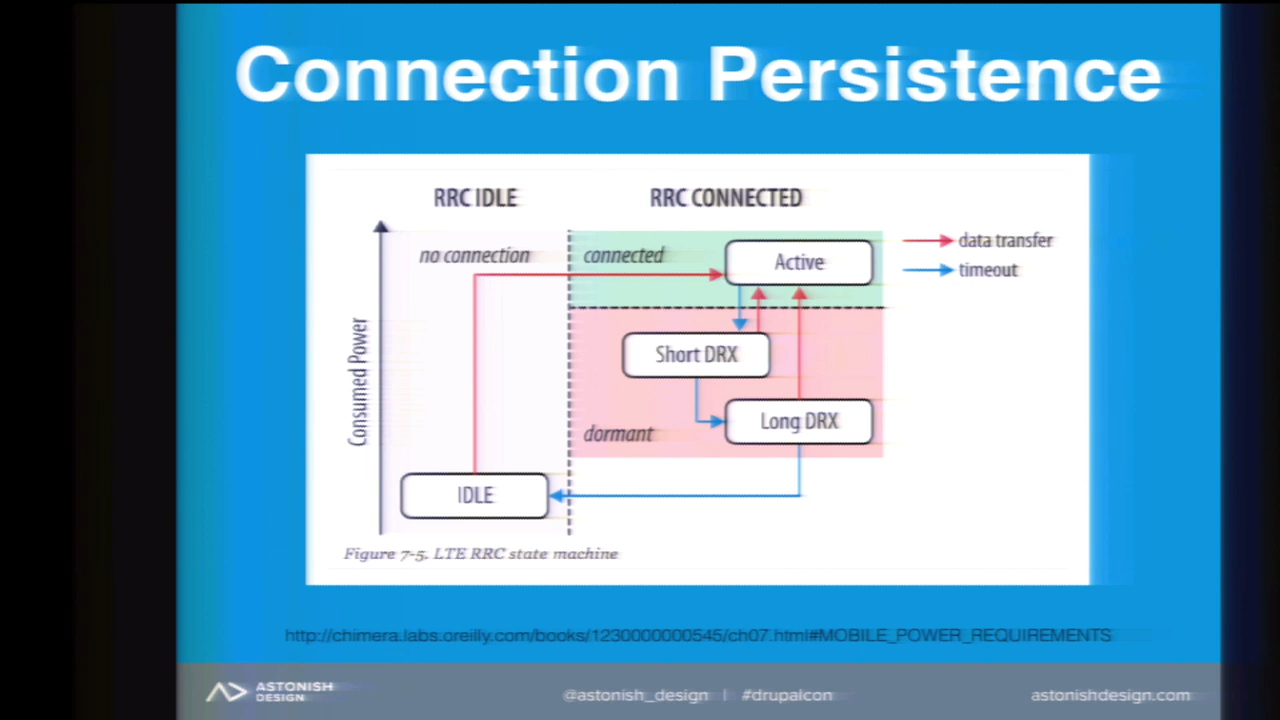 Connection Persistence
RRC IDLE
RRC CONNECTED
no connection
connected
Active
data transfer
timeout
Consumed Power
Short DRX
Long DRX
dormant
IDLE
Figure 7-5. LTE RRC state machine
http://chimera.labs.oreilly.com/books/1230000000545/ch07.html#MOBILE_POWER_REQUIREMENTS
ASTONISH
DESIGN
@astonish_design | #drupalcon
astonishdesign.com